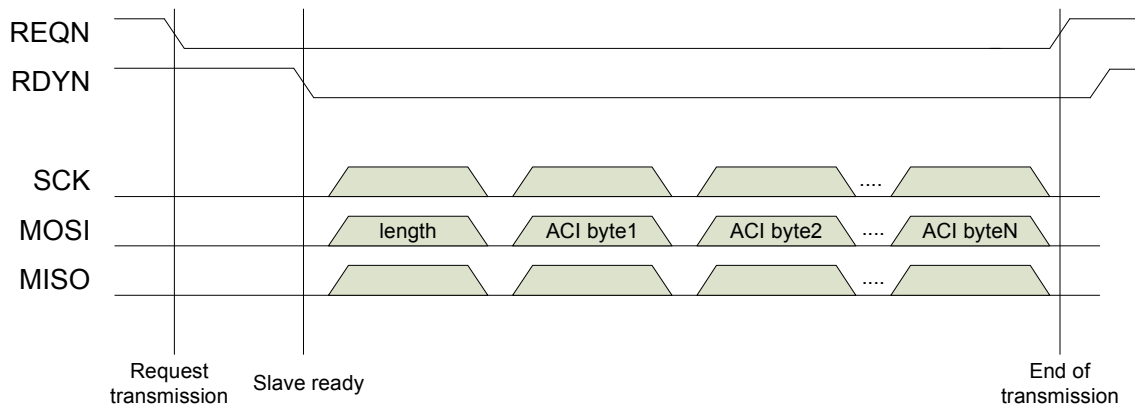 REQN
RDYN
SCK
....
MOSI
length
ACI byte1
ACI byte2
....
ACI byteN
MISO
....
Request
transmission
Slave ready
End of
transmission